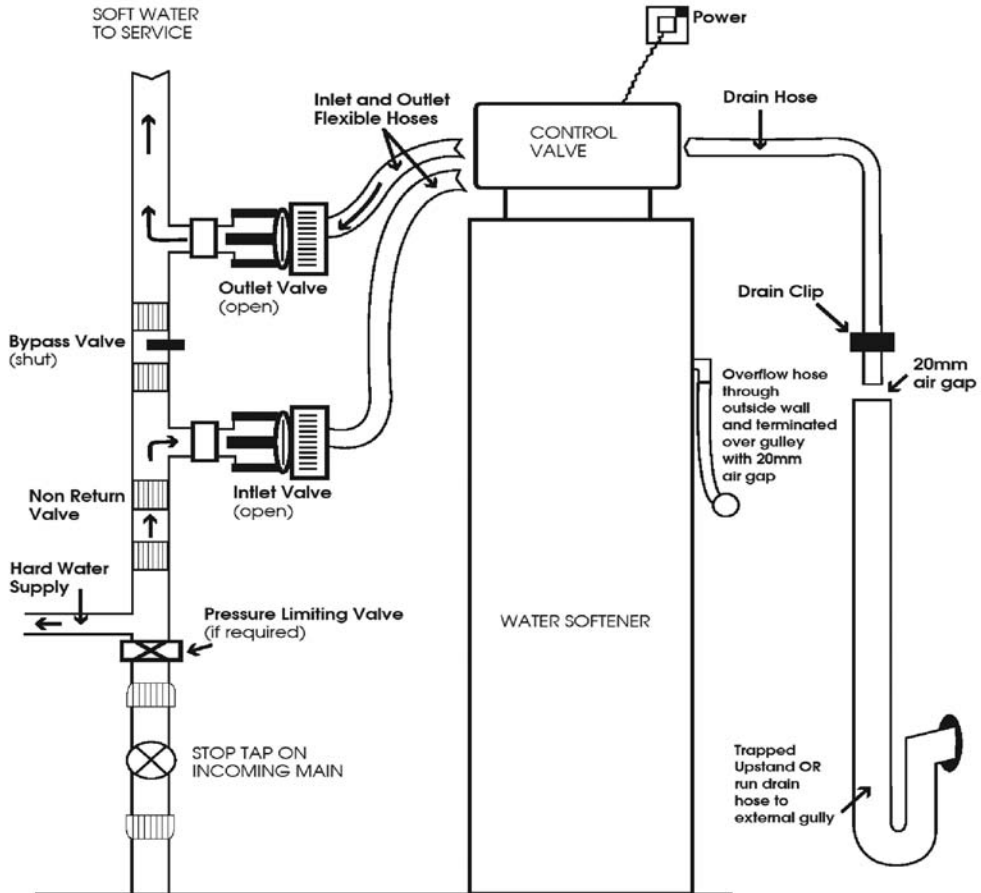 SOFT WATER
TO SERVICE
Power
Inlet and Outlet
Flexible Hoses
CONTROL
VALVE
Drain Hose
Outlet Valve
(open)
Bypass Valve
(shut)
Drain Clip
20mm
air gap
Overflow hose
through
outside wall
and terminated
over gulley
with 20mm
air gap
Intlet Valve
(open)
Non Return
Valve
Hard Water
Supply
Pressure Limiting Valve
(if required)
WATER SOFTENER
STOP TAP ON
INCOMING MAIN
Trapped
Upstand OR
run drain
hose to
external gully